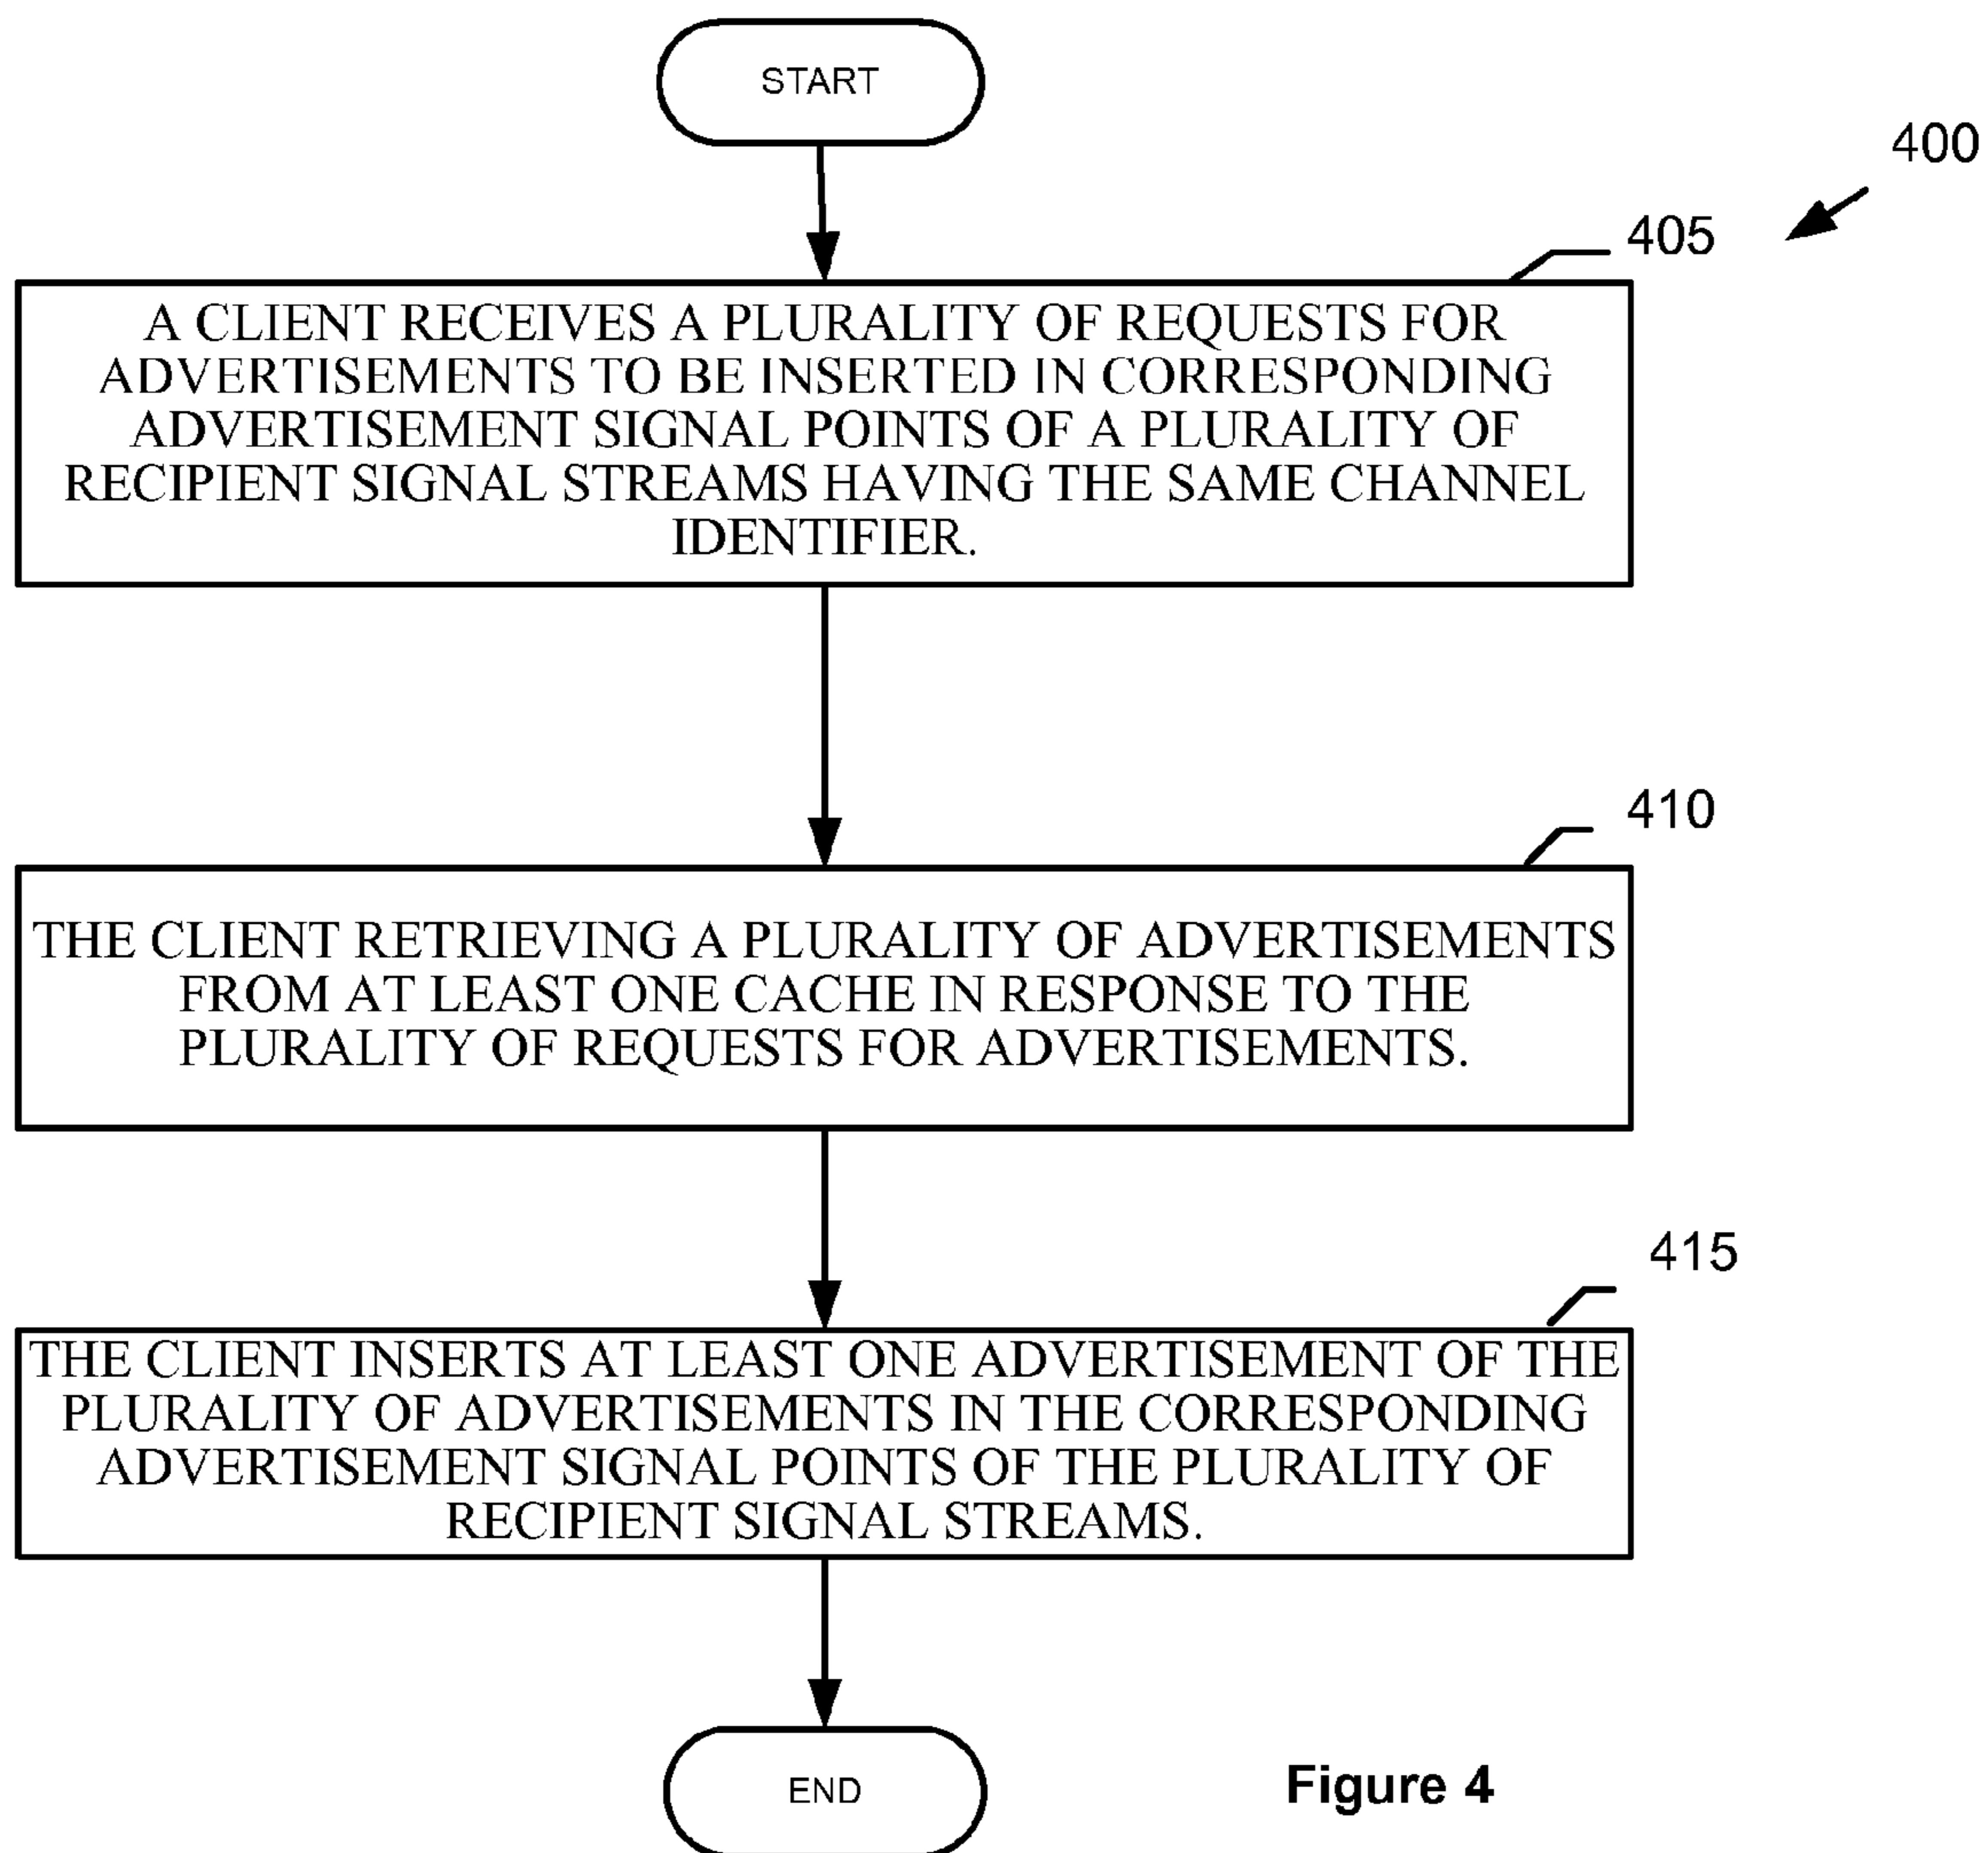 START
400
405
A CLIENT RECEIVES A PLURALITY OF REQUESTS FOR
ADVERTISEMENTS TO BE INSERTED IN CORRESPONDING
ADVERTISEMENT SIGNAL POINTS OF A PLURALITY OF
RECIPIENT SIGNAL STREAMS HAVING THE SAME CHANNEL
IDENTIFIER.
410
THE CLIENT RETRIEVING A PLURALITY OF ADVERTISEMENTS
FROM AT LEAST ONE CACHE IN RESPONSE TO THE
PLURALITY OF REQUESTS FOR ADVERTISEMENTS.
415
THE CLIENT INSERTS AT LEAST ONE ADVERTISEMENT OF THE
PLURALITY OF ADVERTISEMENTS IN THE CORRESPONDING
ADVERTISEMENT SIGNAL POINTS OF THE PLURALITY OF
RECIPIENT SIGNAL STREAMS.
END
Figure 4